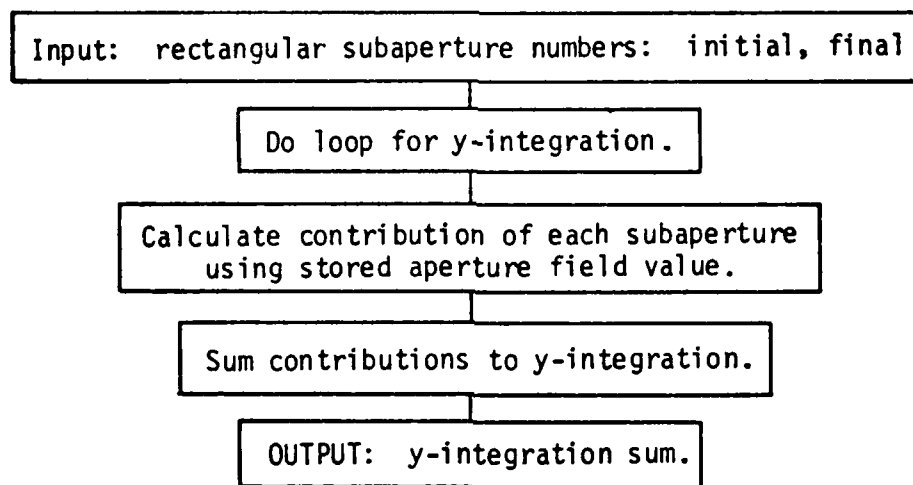 Input: rectangular subaperture numbers: initial, final
Do loop for y-integration.
Calculate contribution of each subaperture
using stored aperture field value.
Sum contributions to y-integration.
OUTPUT: y-integration sum.